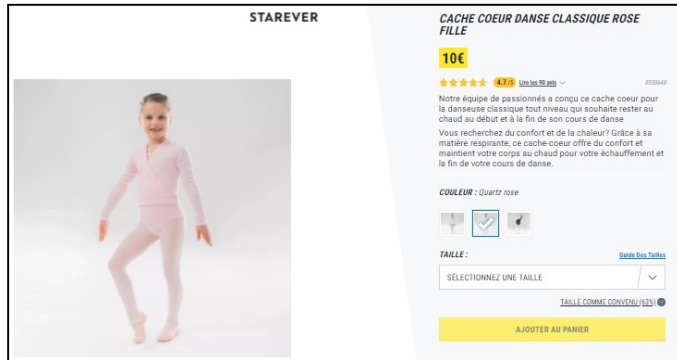 STAREVER
CACHE COEUR DANSE CLASSIQUE ROSE
FILLE
10€
4.7/5 Lire les 90 avis
Notre équipe de passionnés a conçu ce cache coeur pour
la danseuse classique tout niveau qui souhaite rester au
chaud au début et à la fin de son cours de danse
Vous recherchez du confort et de la chaleur? Grâce à sa
matière respirante, ce cache-coeur offre du confort et
maintient votre corps au chaud pour votre échauffement et
la fin de votre cours de danse.
COULEUR : Quartz rose
TAILLE :
Guide Des Tailles
SÉLECTIONNEZ UNE TAILLE
TAILLE COMME CONVENU (63%)
AJOUTER AU PANIER